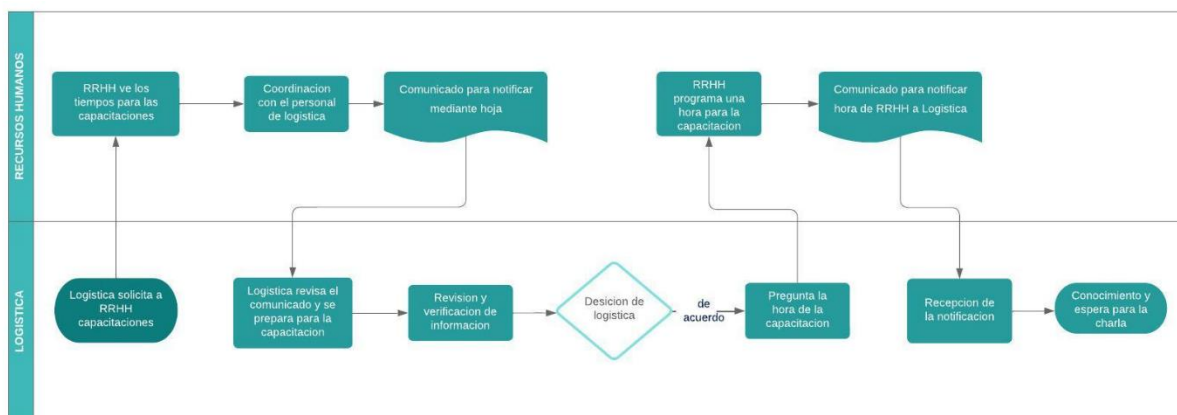 RECURSOS HUMANOS
RRHH ve los
tiempos para las
capacitaciones
Coordinacion
con el personal
de logistica
Comunicado para notificar
mediante hoja
RRHH
programa una
hora para la
capacitacion
Comunicado para notificar
hora de RRHH a Logistica
LOGISTICA
Logistica solicita a
RRHH
capacitaciones
Logistica revisa el
comunicado y se
prepara para la
capacitacion
Revision y
verificacion de
informacion
Desicion de
logistica
de
acuerdo
Pregunta la
hora de la
capacitacion
Recepcion de
la notificacion
Conocimiento y
espera para la
charla